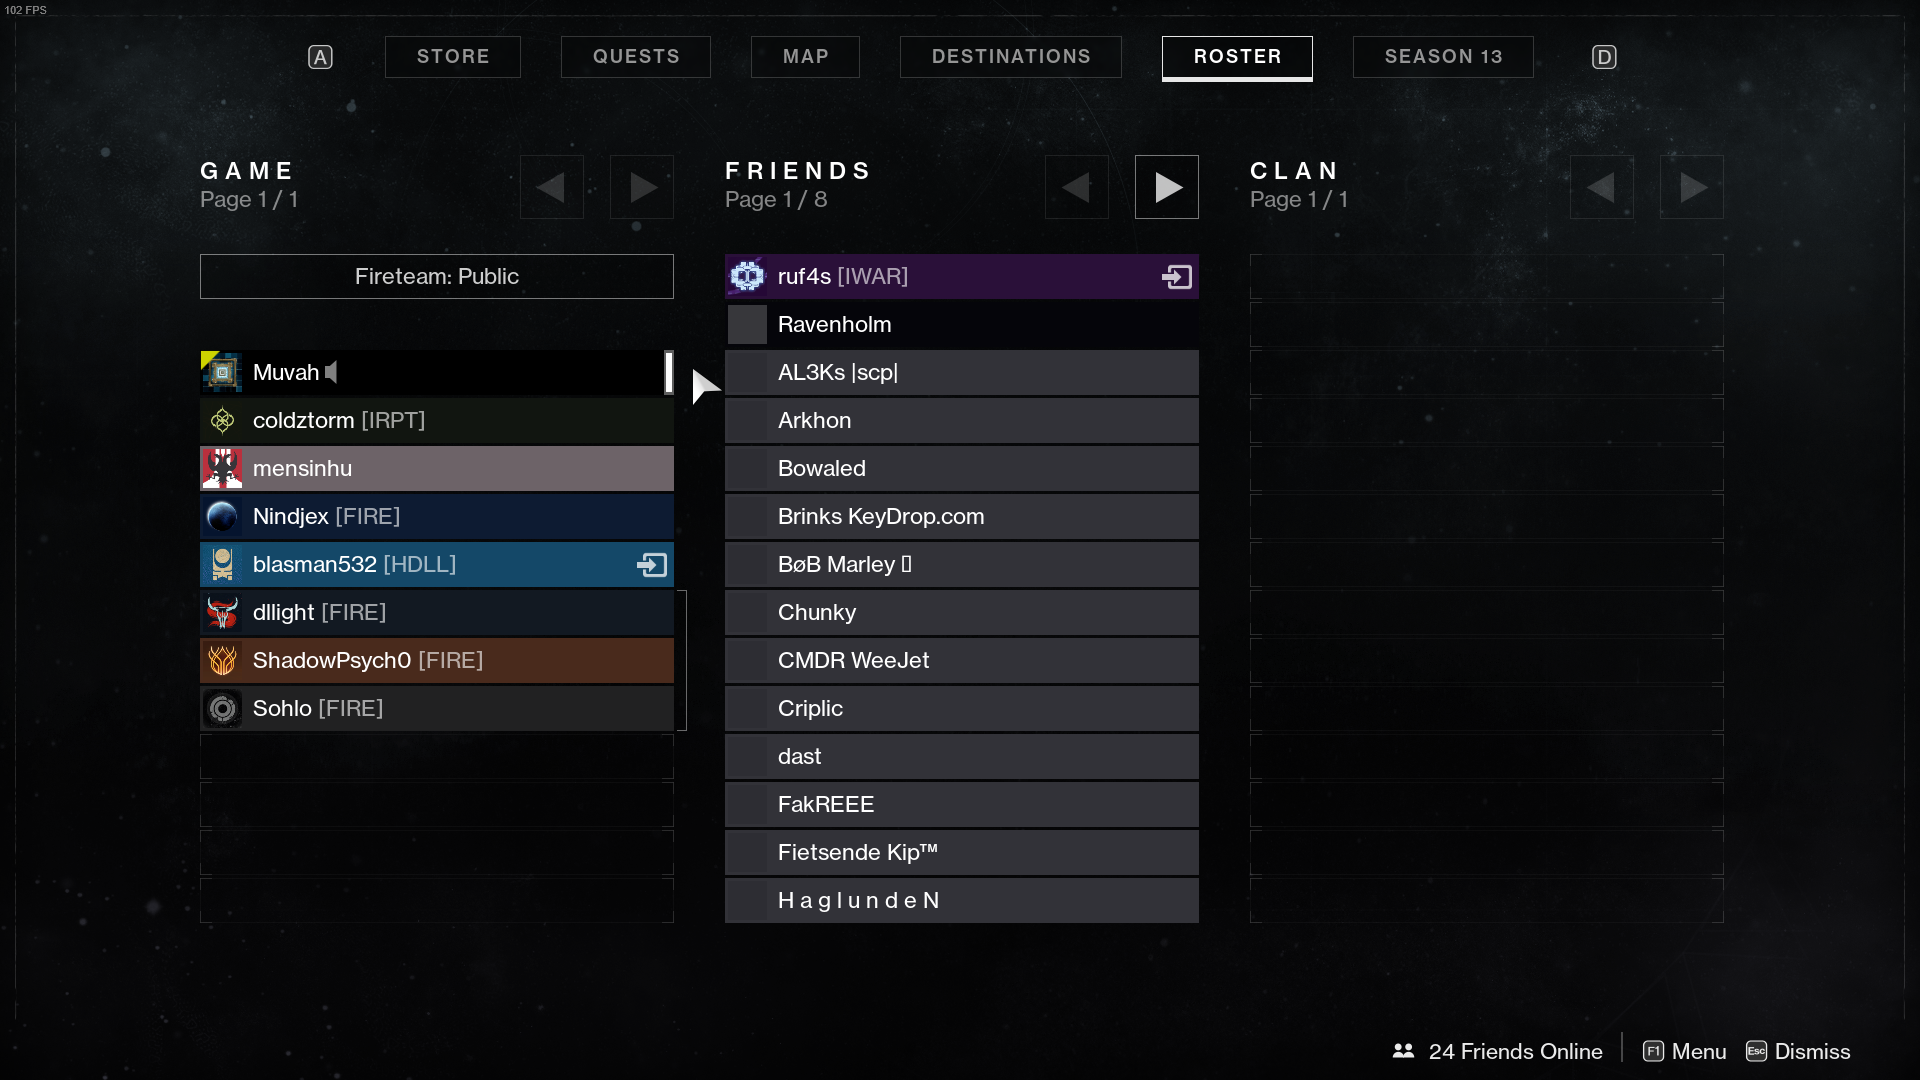 102 FPS
A
STORE
QUESTS
MAP
DESTINATIONS
ROSTER
SEASON 13
D
GAME
Page 1 / 1
Fireteam: Public
Muvah
coldztorm [IRPT]
mensinhu
Nindjex [FIRE]
blasman532 [HDLL]
dllight [FIRE]
ShadowPsych0 [FIRE]
Sohlo [FIRE]
FRIENDS
Page 1 / 8
ruf4s [IWAR]
Ravenholm
AL3Ks |scp|
Arkhon
Bowaled
Brinks KeyDrop.com
BøB Marley ▯
Chunky
CMDR WeeJet
Criplic
dast
FakREEE
Fietsende Kip™
H a g l u n d e N
CLAN
Page 1 / 1
24 Friends Online
F1 Menu
Esc Dismiss